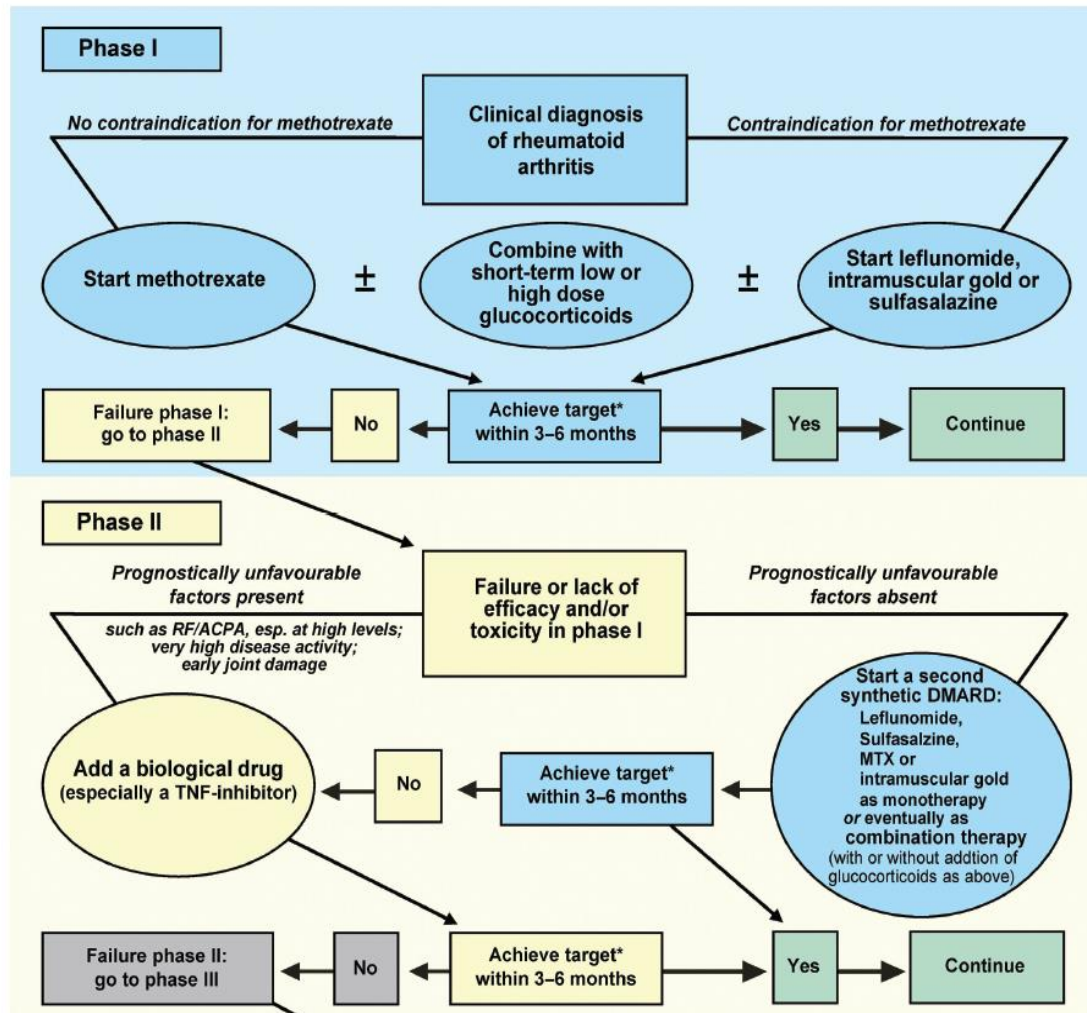 Phase I
Clinical diagnosis
of rheumatoid
arthritis
No contraindication for methotrexate
Contraindication for methotrexate
Start methotrexate
±
Combine with
short-term low or
high dose
glucocorticoids
±
Start leflunomide,
intramuscular gold or
sulfasalazine
Failure phase I:
go to phase II
No
Achieve target*
within 3–6 months
Yes
Continue
Phase II
Prognostically unfavourable
factors present
such as RF/ACPA, esp. at high levels;
very high disease activity;
early joint damage
Failure or lack of
efficacy and/or
toxicity in phase I
Prognostically unfavourable
factors absent
Add a biological drug
(especially a TNF-inhibitor)
No
Achieve target*
within 3–6 months
Start a second
synthetic DMARD:
Leflunomide,
Sulfasalzine,
MTX or
intramuscular gold
as monotherapy
or eventually as
combination therapy
(with or without addtion of
glucocorticoids as above)
Failure phase II:
go to phase III
No
Achieve target*
within 3–6 months
Yes
Continue